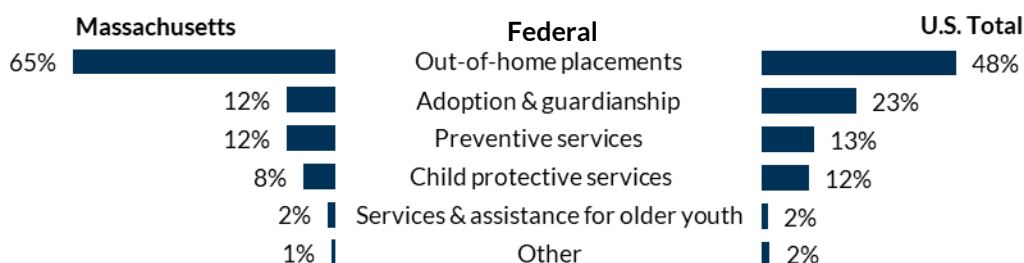 Massachusetts Federal U.S. Total
65% Out-of-home placements 48%
12% Adoption & guardianship 23%
12% Preventive services 13%
8% Child protective services 12%
2% Services & assistance for older youth 2%
1% Other 2%